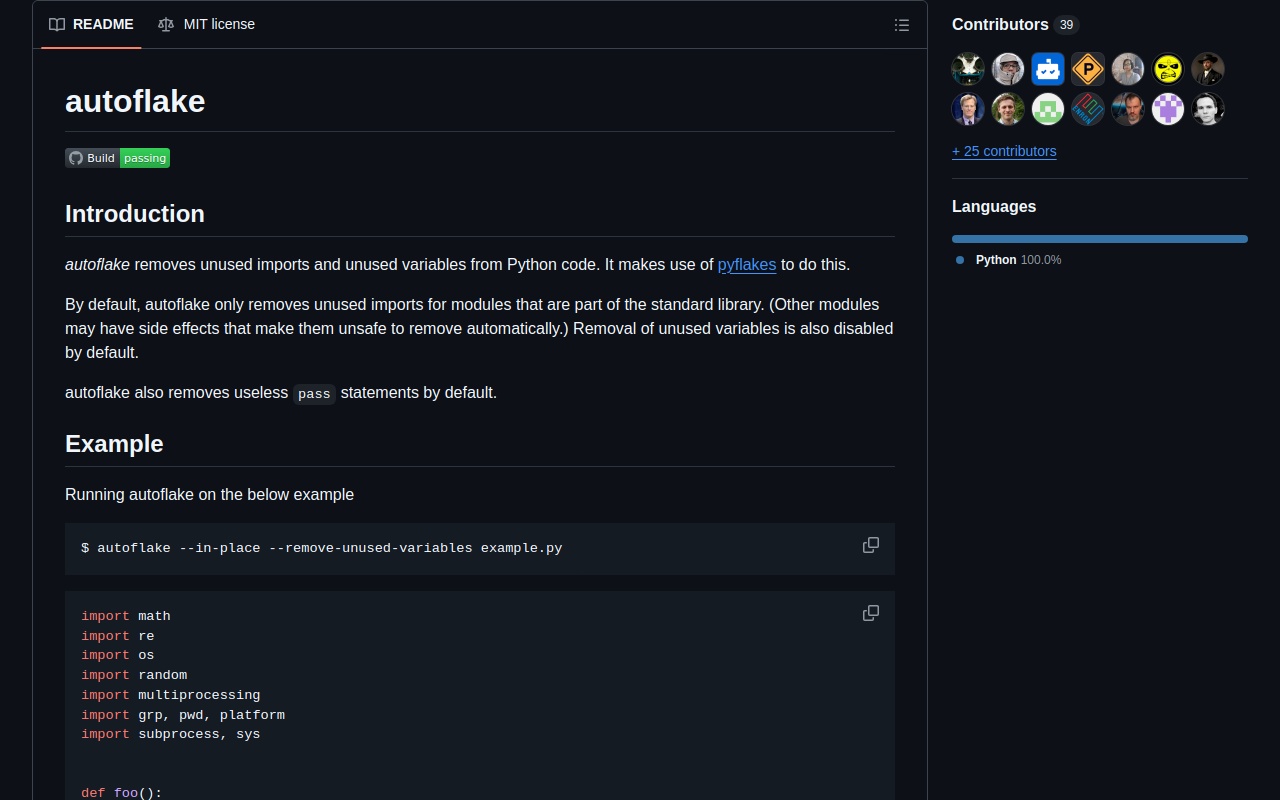 README
MIT license
autoflake
Build passing
Introduction
autoflake removes unused imports and unused variables from Python code. It makes use of pyflakes to do this.
By default, autoflake only removes unused imports for modules that are part of the standard library. (Other modules
may have side effects that make them unsafe to remove automatically.) Removal of unused variables is also disabled
by default.
autoflake also removes useless pass statements by default.
Example
Running autoflake on the below example
$ autoflake --in-place --remove-unused-variables example.py
import math
import re
import os
import random
import multiprocessing
import grp, pwd, platform
import subprocess, sys
def foo():
Contributors 39
P
+ 25 contributors
Languages
Python 100.0%